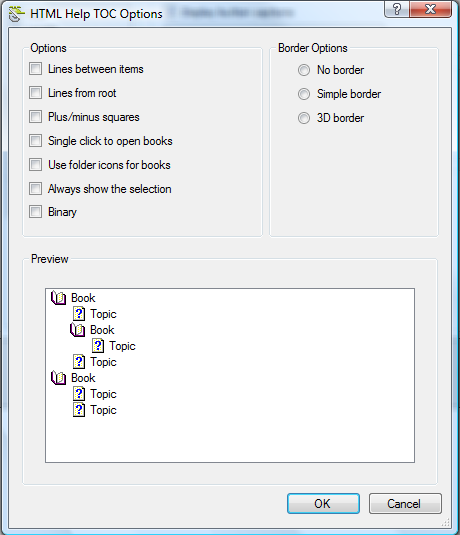 HTML Help TOC Options
Options
Lines between items
Lines from root
Plus/minus squares
Single click to open books
Use folder icons for books
Always show the selection
Binary
Border Options
No border
Simple border
3D border
Preview
Book
? Topic
Book
? Topic
? Topic
Book
? Topic
? Topic
OK
Cancel